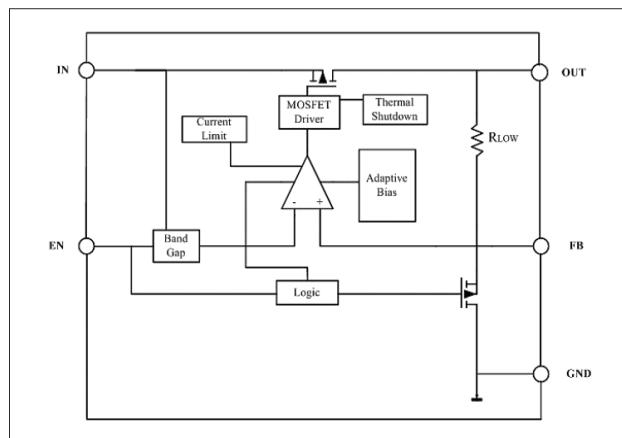 IN
OUT
MOSFET
Driver
Thermal
Shutdown
Current
Limit
RLOW
Adaptive
Bias
- +
EN
Band
Gap
FB
Logic
GND